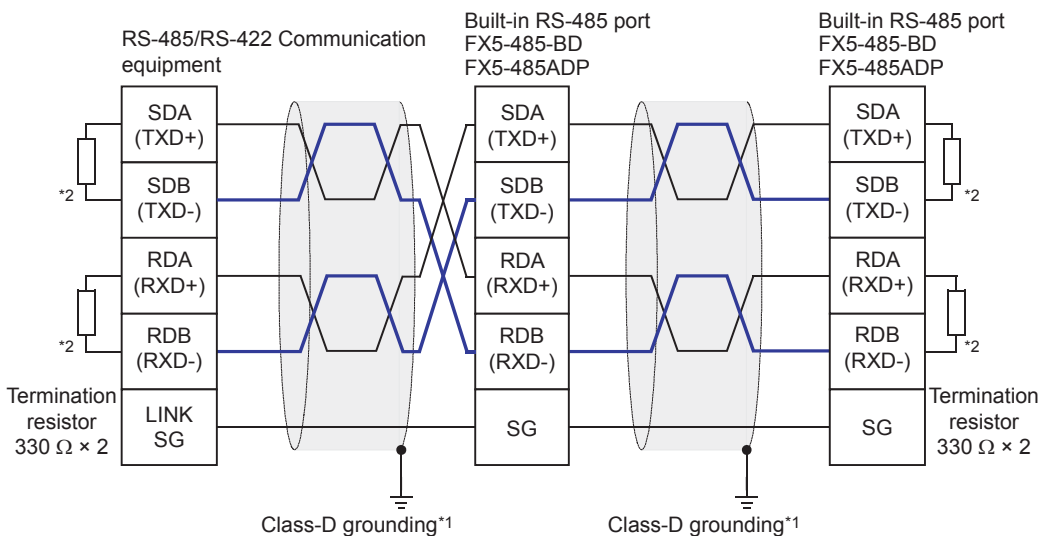 RS-485/RS-422 Communication
equipment
Built-in RS-485 port
FX5-485-BD
FX5-485ADP
Built-in RS-485 port
FX5-485-BD
FX5-485ADP
SDA
(TXD+)
SDB
(TXD-)
RDA
(RXD+)
RDB
(RXD-)
LINK
SG
*2
*2
Termination
resistor
330 Ω × 2
SDA
(TXD+)
SDB
(TXD-)
RDA
(RXD+)
RDB
(RXD-)
SG
SDA
(TXD+)
SDB
(TXD-)
RDA
(RXD+)
RDB
(RXD-)
SG
*2
*2
Termination
resistor
330 Ω × 2
Class-D grounding*1
Class-D grounding*1